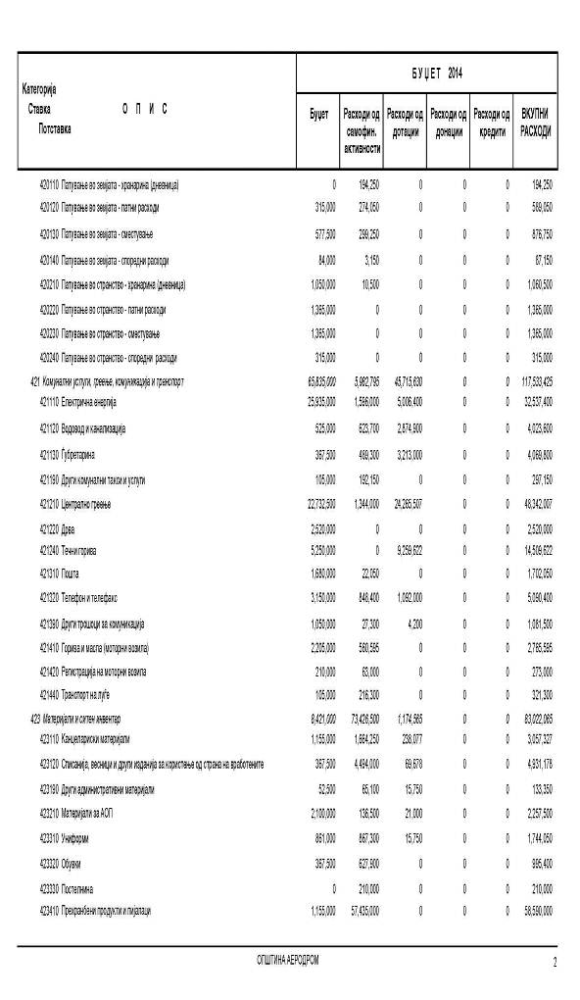 Б У Џ Е Т 2014
Категорија
Ставка О П И С
Потставка
Буџет Расходи од самофин. активности Расходи од дотации Расходи од донации Расходи од кредити ВКУПНИ РАСХОДИ
420110 Патување во земјата - хранарина (дневница) 0 194,250 0 0 0 194,250
420120 Патување во земјата - патни расходи 315,000 274,050 0 0 0 589,050
420130 Патување во земјата - сместување 577,500 299,250 0 0 0 876,750
420140 Патување во земјата - споредни расходи 84,000 3,150 0 0 0 87,150
420210 Патување во странство - хранарина (дневница) 1,050,000 10,500 0 0 0 1,060,500
420220 Патување во странство - патни расходи 1,365,000 0 0 0 0 1,365,000
420230 Патување во странство - сместување 1,365,000 0 0 0 0 1,365,000
420240 Патување во странство - споредни расходи 315,000 0 0 0 0 315,000
421 Комунални услуги, греење, комуникација и транспорт 65,835,000 5,982,795 45,715,630 0 0 117,533,425
421110 Електрична енергија 25,935,000 1,596,000 5,006,400 0 0 32,537,400
421120 Водовод и канализација 525,000 623,700 2,874,900 0 0 4,023,600
421130 Ѓубретарина 367,500 489,300 3,213,000 0 0 4,069,800
421190 Други комунални такси и услуги 105,000 192,150 0 0 0 297,150
421210 Централно греење 22,732,500 1,344,000 24,265,507 0 0 48,342,007
421220 Дрва 2,520,000 0 0 0 0 2,520,000
421240 Течни горива 5,250,000 0 9,259,622 0 0 14,509,622
421310 Пошта 1,680,000 22,050 0 0 0 1,702,050
421320 Телефон и телефакс 3,150,000 848,400 1,092,000 0 0 5,090,400
421390 Други трошоци за комуникација 1,050,000 27,300 4,200 0 0 1,081,500
421410 Горива и масла (моторни возила) 2,205,000 560,595 0 0 0 2,765,595
421420 Регистрација на моторни возила 210,000 63,000 0 0 0 273,000
421440 Транспорт на луѓе 105,000 216,300 0 0 0 321,300
423 Материјали и ситен инвентар 8,421,000 73,426,500 1,174,565 0 0 83,022,065
423110 Канцелариски материјали 1,155,000 1,664,250 238,077 0 0 3,057,327
423120 Списанија, весници и други изданија за користење од страна на вработените 367,500 4,494,000 69,678 0 0 4,931,178
423190 Други административни материјали 52,500 65,100 15,750 0 0 133,350
423210 Материјали за АОП 2,100,000 136,500 21,000 0 0 2,257,500
423310 Униформи 861,000 867,300 15,750 0 0 1,744,050
423320 Обувки 367,500 627,900 0 0 0 995,400
423330 Постелнина 0 210,000 0 0 0 210,000
423410 Прехранбени продукти и пијалаци 1,155,000 57,435,000 0 0 0 58,590,000
ОПШТИНА АЕРОДРОМ 2